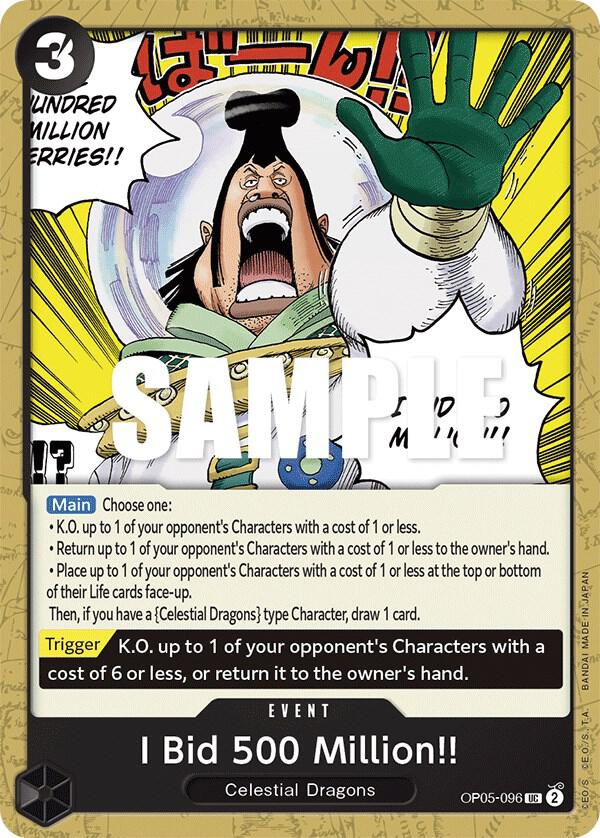 3
ばーん!!
HUNDRED
MILLION
ERRIES!!
SAMPLE
!?
Main Choose one:
• K.O. up to 1 of your opponent's Characters with a cost of 1 or less.
• Return up to 1 of your opponent's Characters with a cost of 1 or less to the owner's hand.
• Place up to 1 of your opponent's Characters with a cost of 1 or less at the top or bottom
of their Life cards face-up.
Then, if you have a {Celestial Dragons} type Character, draw 1 card.
Trigger K.O. up to 1 of your opponent's Characters with a
cost of 6 or less, or return it to the owner's hand.
EVENT
I Bid 500 Million!!
Celestial Dragons
OP05-096 UC 2
©E.O./S. ©E.O./S., T.A. BANDAI MADE IN JAPAN